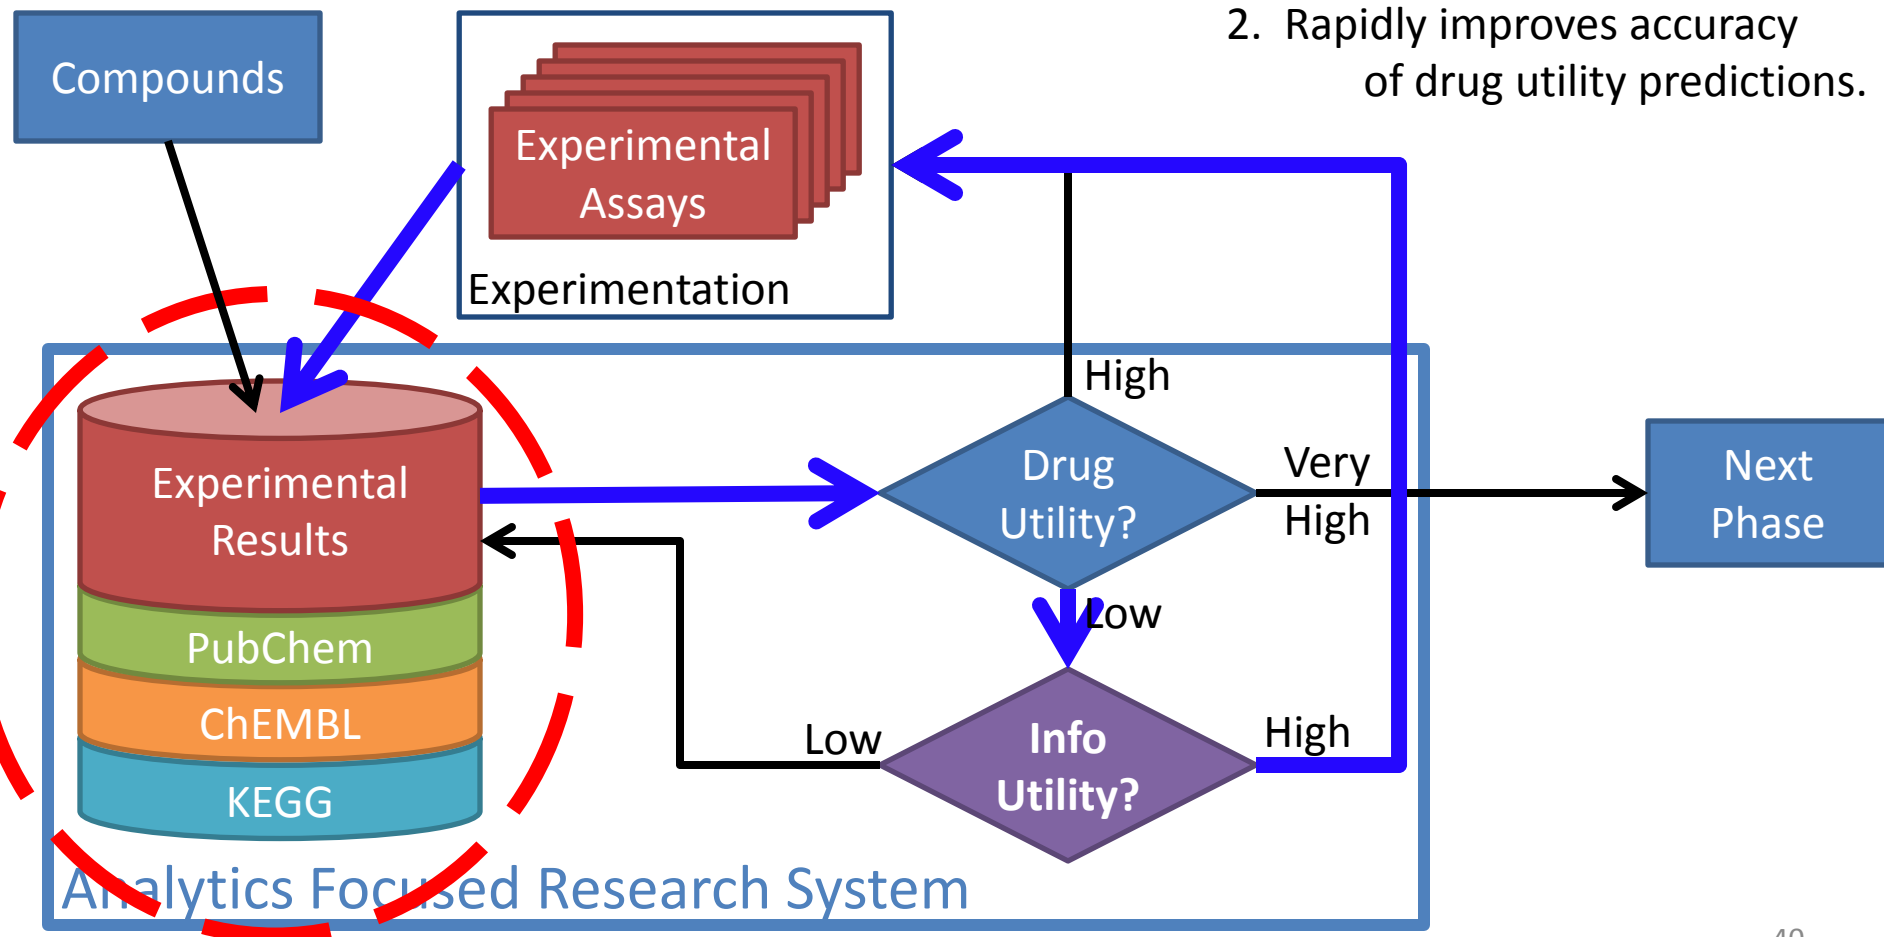 2. Rapidly improves accuracy
of drug utility predictions.
Compounds
Experimental
Assays
Experimentation
High
Experimental
Results
Drug
Utility?
Very
High
Next
Phase
Low
PubChem
ChEMBL
KEGG
Low
Info
Utility?
High
Analytics Focused Research System